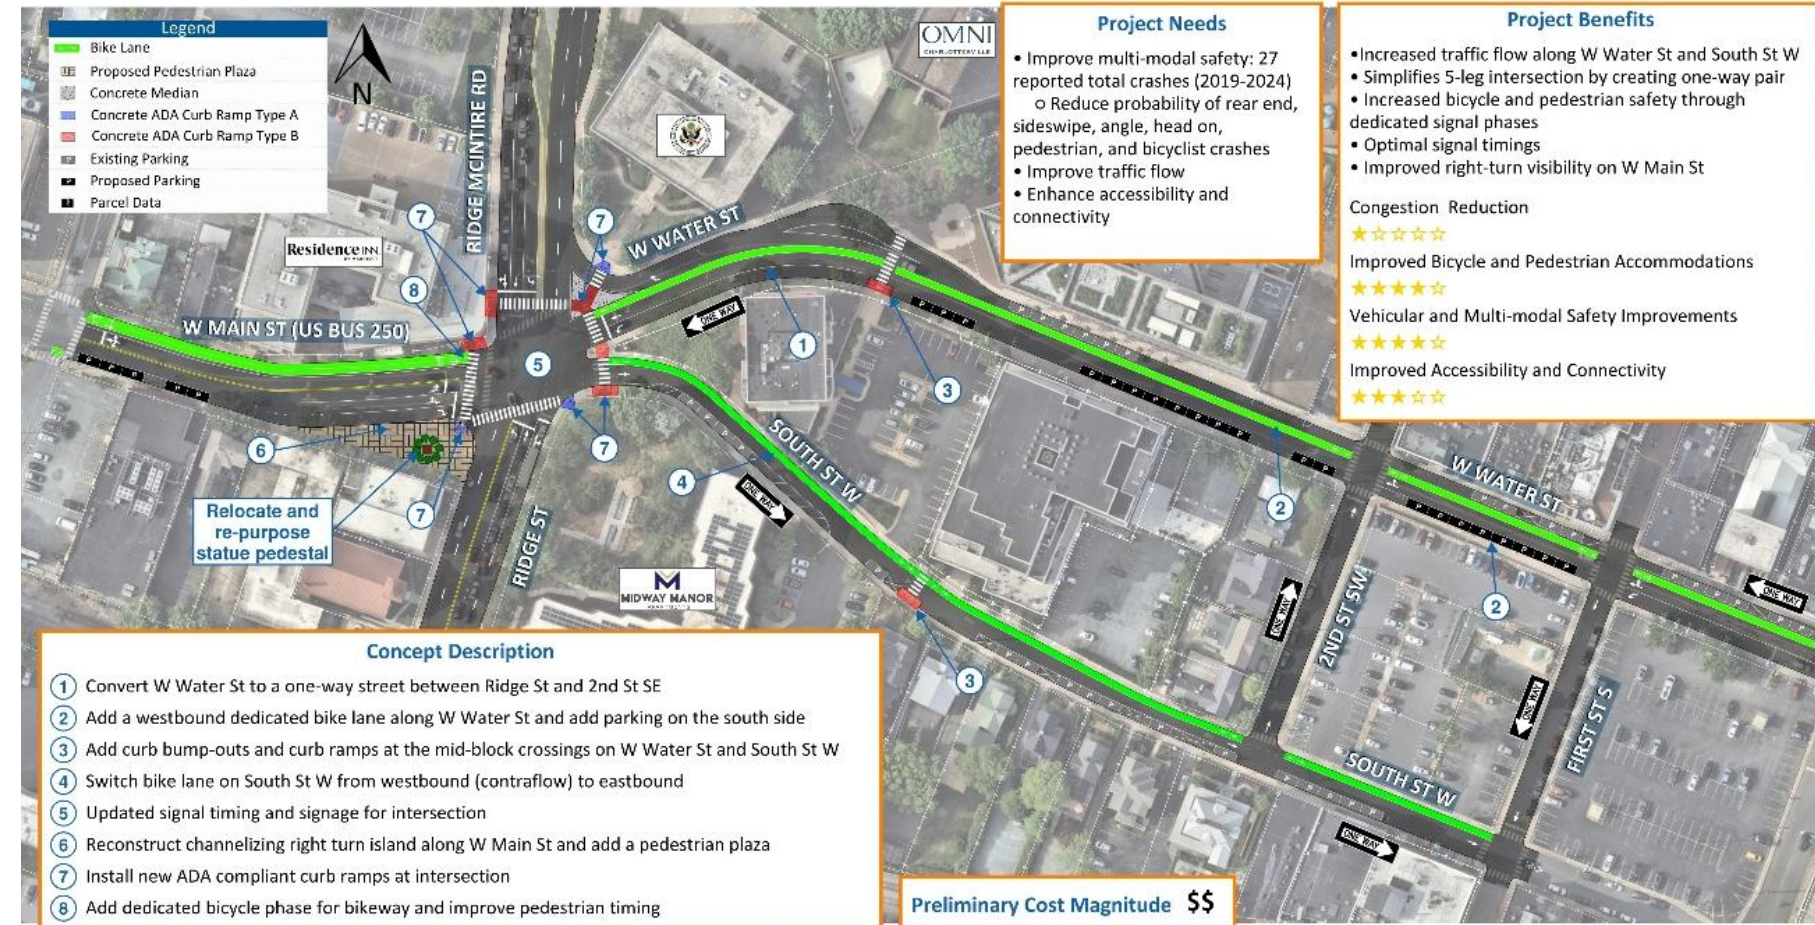 Legend
Bike Lane
Proposed Pedestrian Plaza
Concrete Median
Concrete ADA Curb Ramp Type A
Concrete ADA Curb Ramp Type B
Existing Parking
Proposed Parking
Parcel Data
N
RIDGE MCINTIRE RD
OMNI
CHARLOTTESVILLE
Project Needs
• Improve multi-modal safety: 27
reported total crashes (2019-2024)
o Reduce probability of rear end,
sideswipe, angle, head on,
pedestrian, and bicyclist crashes
• Improve traffic flow
• Enhance accessibility and
connectivity
Project Benefits
•Increased traffic flow along W Water St and South St W
• Simplifies 5-leg intersection by creating one-way pair
• Increased bicycle and pedestrian safety through
dedicated signal phases
• Optimal signal timings
• Improved right-turn visibility on W Main St
Congestion Reduction
★☆☆☆☆
Improved Bicycle and Pedestrian Accommodations
★★★★☆
Vehicular and Multi-modal Safety Improvements
★★★★☆
Improved Accessibility and Connectivity
★★★☆☆
7
7
W WATER ST
Residence INN
8
W MAIN ST (US BUS 250)
ONE WAY
1
5
3
6
7
SOUTH ST W
4
ONE WAY
2
W WATER ST
Relocate and
re-purpose
statue pedestal
7
RIDGE ST
MIDWAY MANOR
ONE WAY
2ND ST SW
2
ONE WAY
3
ONE WAY
FIRST ST S
SOUTH ST W
ONE WAY
Concept Description
1 Convert W Water St to a one-way street between Ridge St and 2nd St SE
2 Add a westbound dedicated bike lane along W Water St and add parking on the south side
3 Add curb bump-outs and curb ramps at the mid-block crossings on W Water St and South St W
4 Switch bike lane on South St W from westbound (contraflow) to eastbound
5 Updated signal timing and signage for intersection
6 Reconstruct channelizing right turn island along W Main St and add a pedestrian plaza
7 Install new ADA compliant curb ramps at intersection
8 Add dedicated bicycle phase for bikeway and improve pedestrian timing
Preliminary Cost Magnitude $$